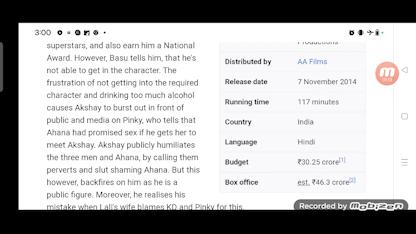 3:00
superstars, and also earn him a National
Award. However, Basu tells him, that he's
not able to get in the character. The
frustration of not getting into the required
character and drinking too much alcohol
causes Akshay to burst out in front of
public and media on Pinky, who tells that
Ahana had promised sex if he gets her to
meet Akshay. Akshay publicly humiliates
the three men and Ahana, by calling them
perverts and slut shaming Ahana. But this
however, backfires on him as he is a
public figure. Moreover, he realises his
mistake when Lali's wife blames KD and Pinky for this.
Productions
Distributed by AA Films
Release date 7 November 2014
Running time 117 minutes
Country India
Language Hindi
Budget ₹30.25 crore[1]
Box office est. ₹46.3 crore[2]
Recorded by mobizen